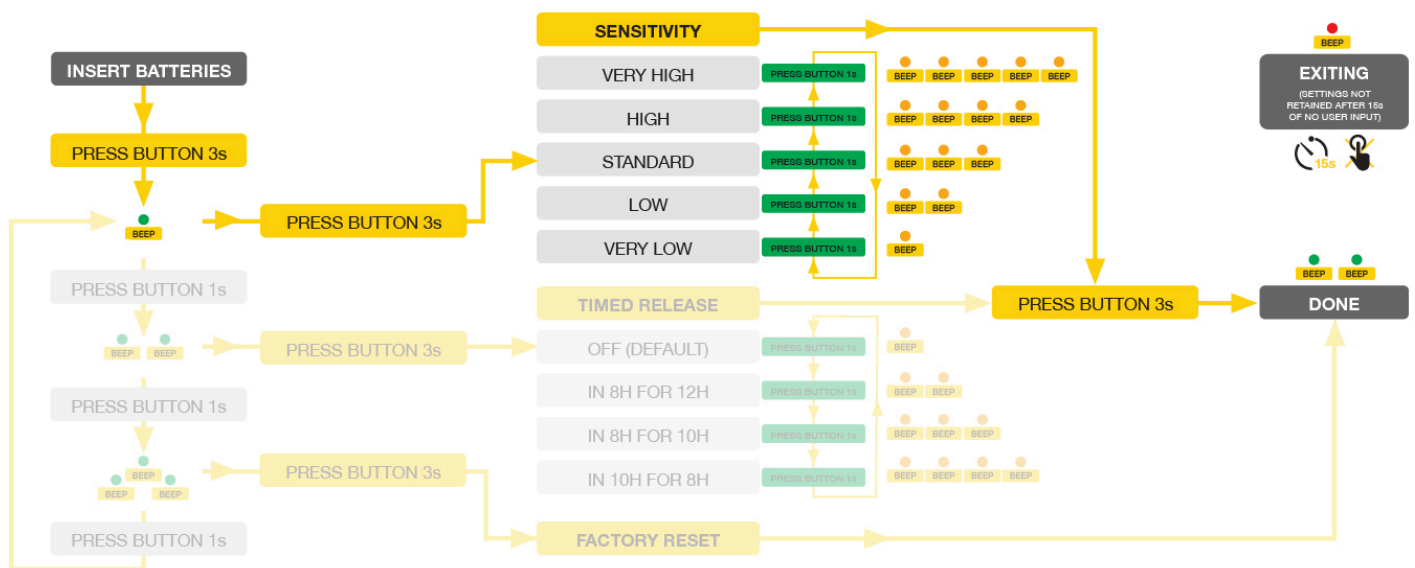 INSERT BATTERIES
PRESS BUTTON 3s
BEEP
PRESS BUTTON 3s
PRESS BUTTON 1s
BEEP BEEP
PRESS BUTTON 3s
PRESS BUTTON 1s
BEEP
BEEP BEEP
PRESS BUTTON 3s
PRESS BUTTON 1s
SENSITIVITY
VERY HIGH PRESS BUTTON 1s BEEP BEEP BEEP BEEP BEEP
HIGH PRESS BUTTON 1s BEEP BEEP BEEP BEEP
STANDARD PRESS BUTTON 1s BEEP BEEP BEEP
LOW PRESS BUTTON 1s BEEP BEEP
VERY LOW PRESS BUTTON 1s BEEP
TIMED RELEASE
OFF (DEFAULT) PRESS BUTTON 1s BEEP
IN 8H FOR 12H PRESS BUTTON 1s BEEP BEEP
IN 8H FOR 10H PRESS BUTTON 1s BEEP BEEP BEEP
IN 10H FOR 8H PRESS BUTTON 1s BEEP BEEP BEEP BEEP
FACTORY RESET
PRESS BUTTON 3s
BEEP
EXITING
(SETTINGS NOT
RETAINED AFTER 15s
OF NO USER INPUT)
15s
BEEP BEEP
DONE